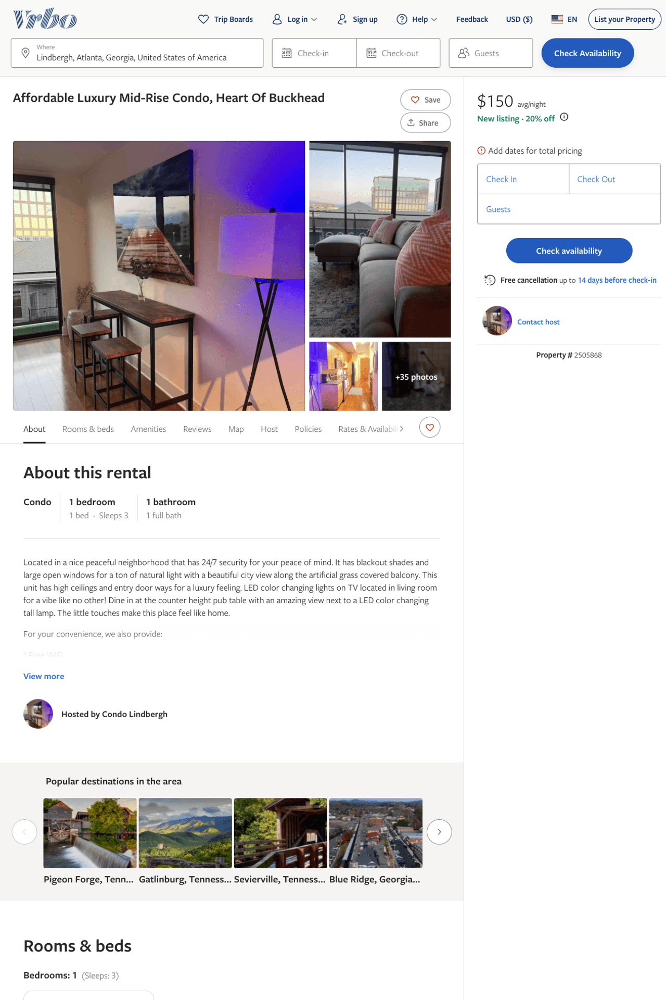 Vrbo
Trip Boards
Log in
Sign up
Help
Feedback
USD ($)
EN
List your Property
Where
Lindbergh, Atlanta, Georgia, United States of America
Check-in
Check-out
Guests
Check Availability
Affordable Luxury Mid-Rise Condo, Heart Of Buckhead
Save
Share
+35 photos
$150 avg/night
New listing · 20% off
Add dates for total pricing
Check In
Check Out
Guests
Check availability
Free cancellation up to 14 days before check-in
Contact host
Property # 2505868
About
Rooms & beds
Amenities
Reviews
Map
Host
Policies
Rates & Availabili
About this rental
Condo
1 bedroom
1 bed · Sleeps 3
1 bathroom
1 full bath
Located in a nice peaceful neighborhood that has 24/7 security for your peace of mind. It has blackout shades and
large open windows for a ton of natural light with a beautiful city view along the artificial grass covered balcony. This
unit has high ceilings and entry door ways for a luxury feeling. LED color changing lights on TV located in living room
for a vibe like no other! Dine in at the counter height pub table with an amazing view next to a LED color changing
tall lamp. The little touches make this place feel like home.
For your convenience, we also provide:
* Free WIFI
View more
Hosted by Condo Lindbergh
Popular destinations in the area
Pigeon Forge, Tenn...
Gatlinburg, Tenness...
Sevierville, Tenness...
Blue Ridge, Georgia...
Rooms & beds
Bedrooms: 1 (Sleeps: 3)